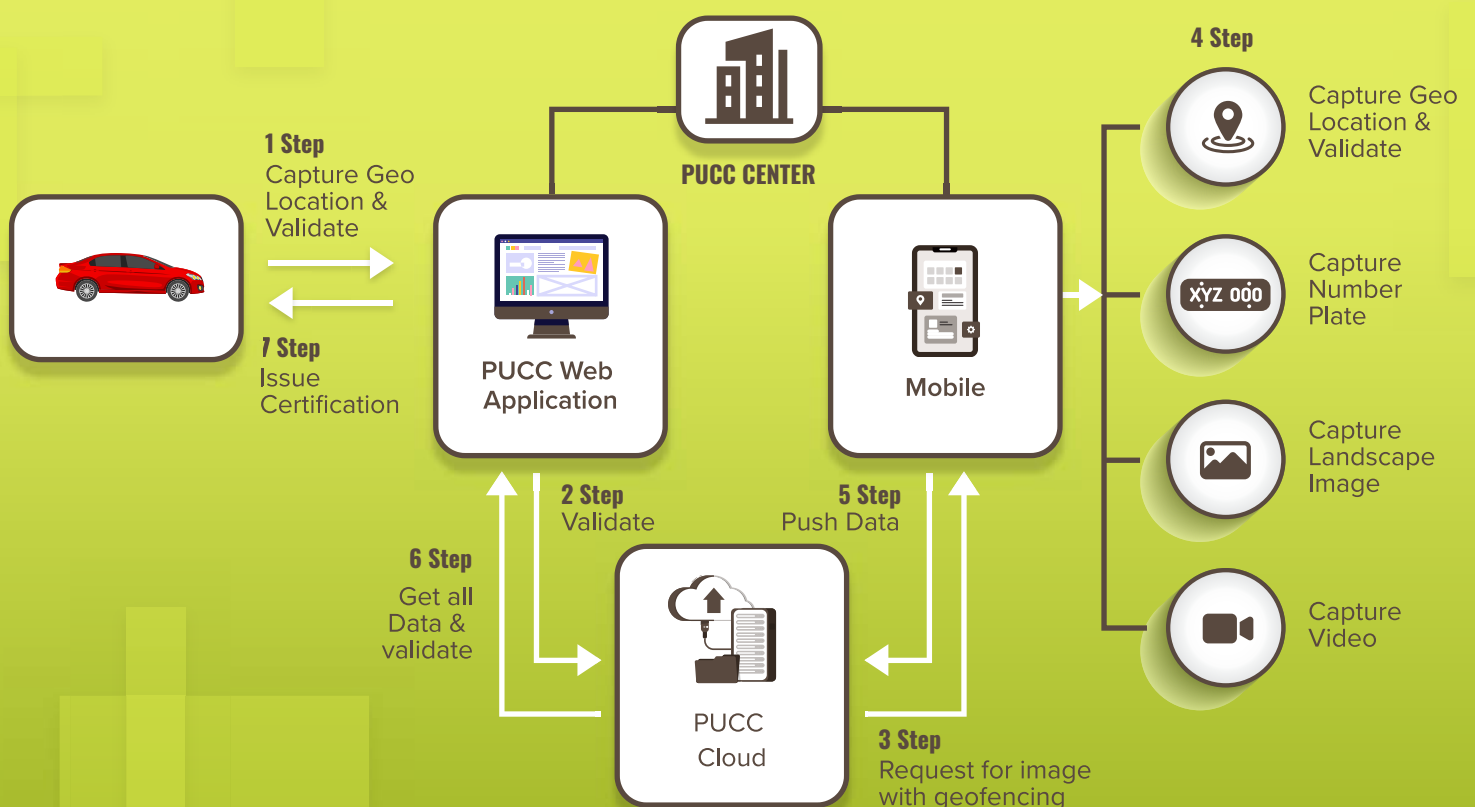 PUCC CENTER
1 Step
Capture Geo
Location &
Validate
7 Step
Issue
Certification
PUCC Web
Application
Mobile
4 Step
Capture Geo
Location &
Validate
XYZ 000
Capture
Number
Plate
Capture
Landscape
Image
Capture
Video
2 Step
Validate
5 Step
Push Data
6 Step
Get all
Data &
validate
PUCC
Cloud
3 Step
Request for image
with geofencing